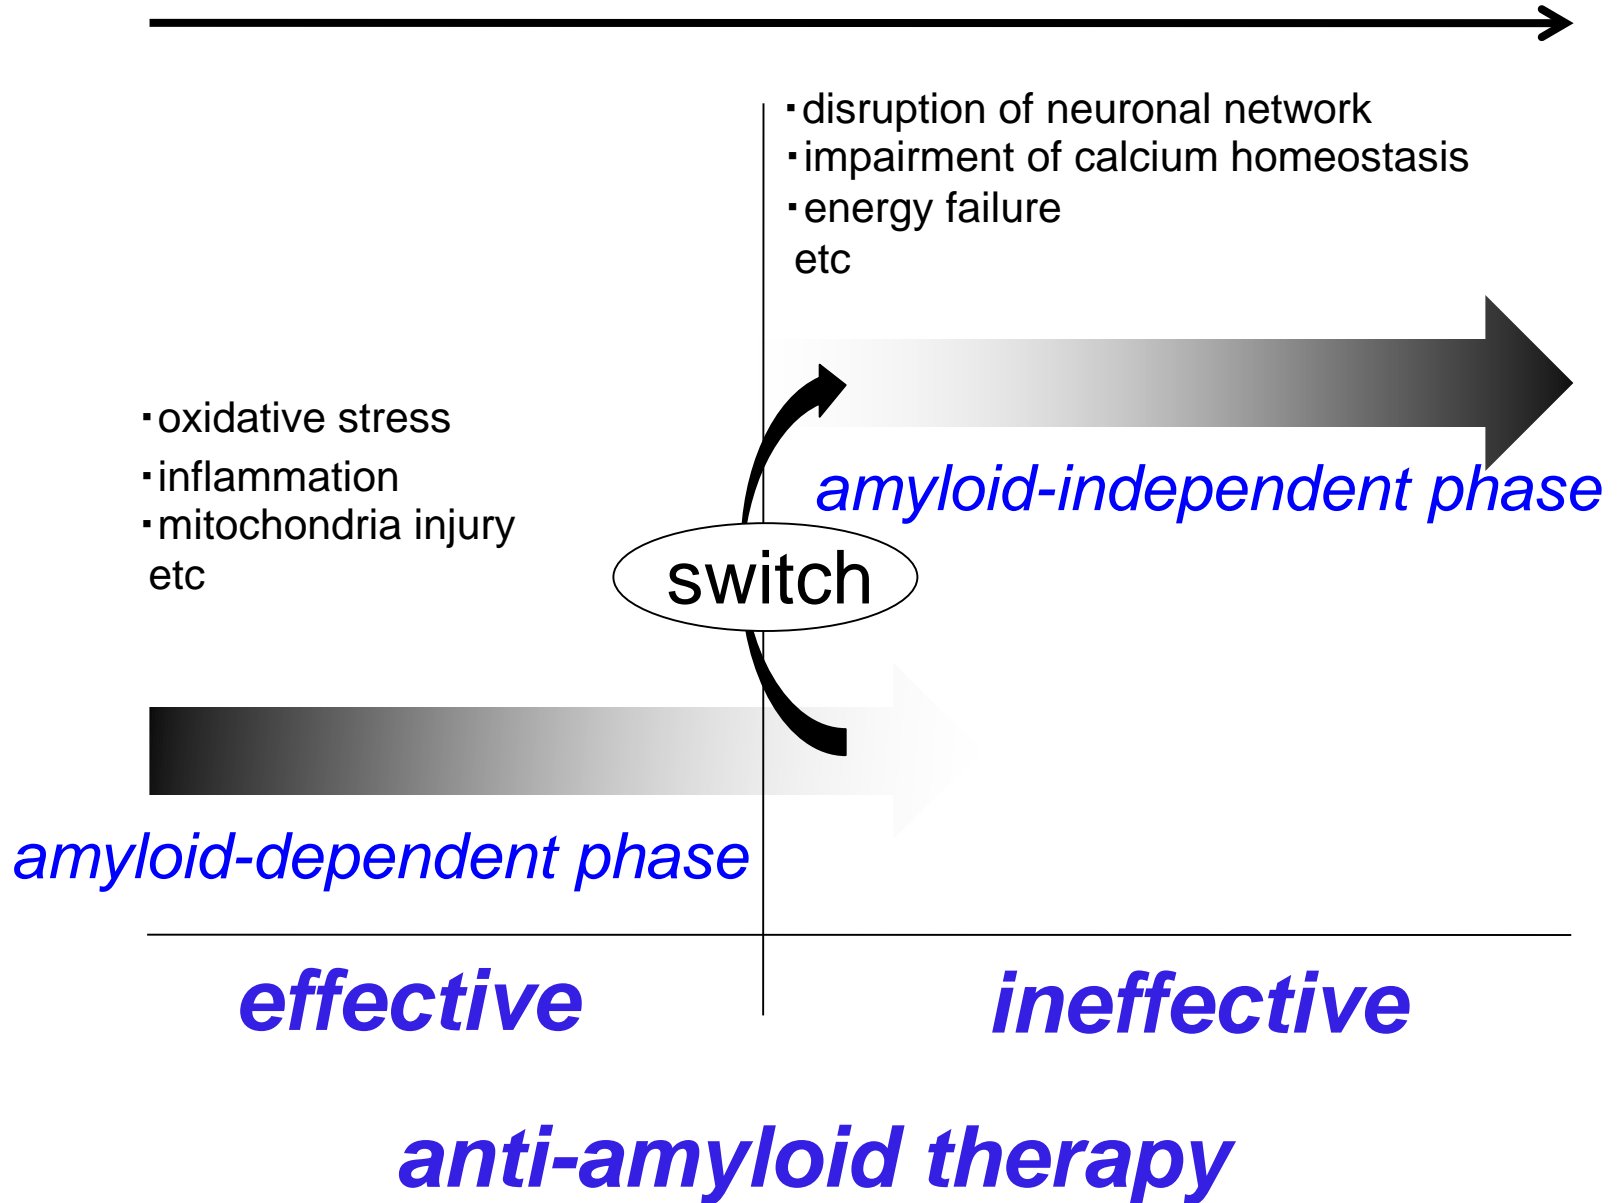 ・disruption of neuronal network
・impairment of calcium homeostasis
・energy failure
etc
・oxidative stress
・inflammation
・mitochondria injury
etc
amyloid-independent phase
switch
amyloid-dependent phase
effective
ineffective
anti-amyloid therapy